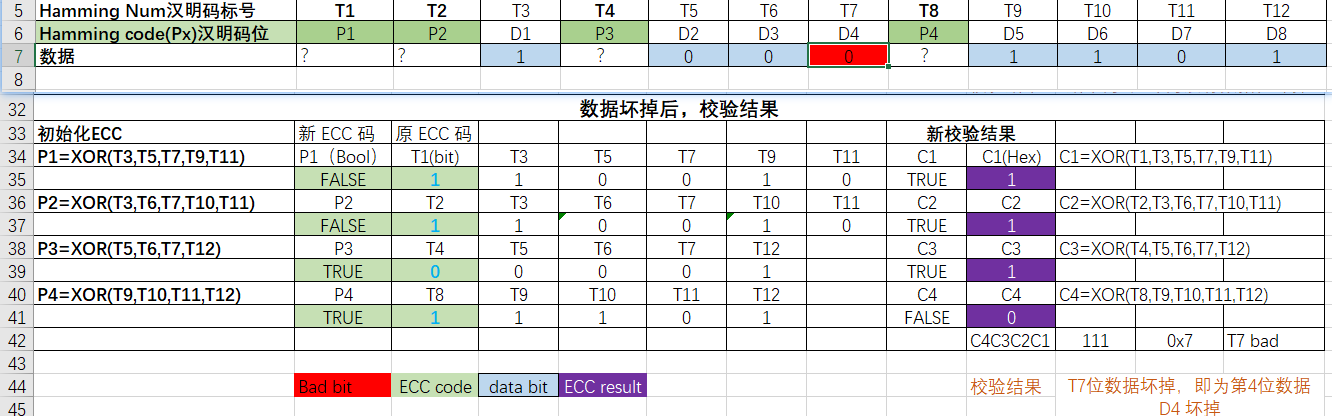 5 Hamming Num汉明码标号 T1 T2 T3 T4 T5 T6 T7 T8 T9 T10 T11 T12
6 Hamming code(Px)汉明码位 P1 P2 D1 P3 D2 D3 D4 P4 D5 D6 D7 D8
7 数据 ? ? 1 ? 0 0 0 ? 1 1 0 1
8
32 数据坏掉后，校验结果
33 初始化ECC 新 ECC 码 原 ECC 码 新校验结果
34 P1=XOR(T3,T5,T7,T9,T11) P1（Bool） T1(bit) T3 T5 T7 T9 T11 C1 C1(Hex) C1=XOR(T1,T3,T5,T7,T9,T11)
35 FALSE 1 1 0 0 1 0 TRUE 1
36 P2=XOR(T3,T6,T7,T10,T11) P2 T2 T3 T6 T7 T10 T11 C2 C2 C2=XOR(T2,T3,T6,T7,T10,T11)
37 FALSE 1 1 0 0 1 0 TRUE 1
38 P3=XOR(T5,T6,T7,T12) P3 T4 T5 T6 T7 T12 C3 C3 C3=XOR(T4,T5,T6,T7,T12)
39 TRUE 0 0 0 0 1 TRUE 1
40 P4=XOR(T9,T10,T11,T12) P4 T8 T9 T10 T11 T12 C4 C4 C4=XOR(T8,T9,T10,T11,T12)
41 TRUE 1 1 1 0 1 FALSE 0
42 C4C3C2C1 111 0x7 T7 bad
43
44 Bad bit ECC code data bit ECC result 校验结果 T7位数据坏掉，即为第4位数据
45 D4 坏掉